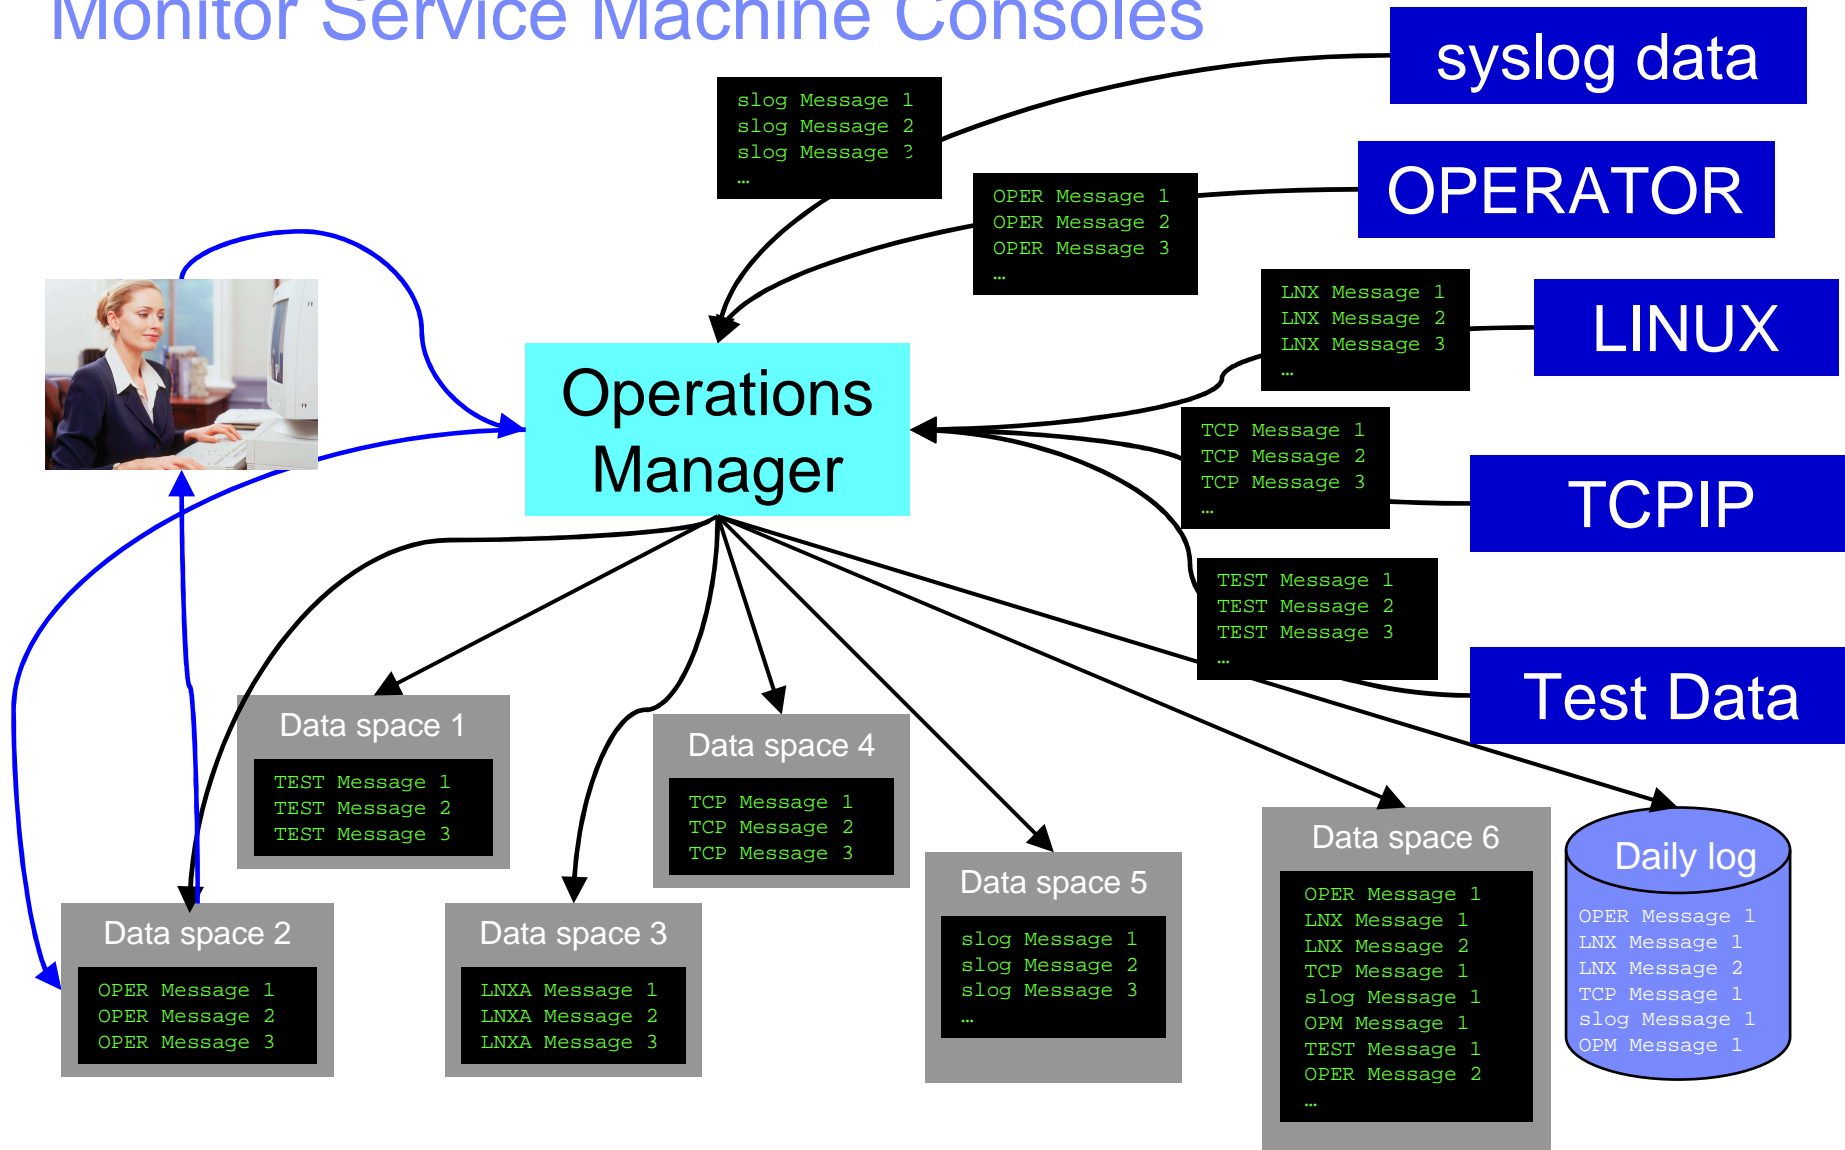 Monitor Service Machine Consoles
syslog data
slog Message 1
slog Message 2
slog Message 3
…
OPERATOR
OPER Message 1
OPER Message 2
OPER Message 3
…
LINUX
LNX Message 1
LNX Message 2
LNX Message 3
…
Operations
Manager
TCPIP
TCP Message 1
TCP Message 2
TCP Message 3
…
Test Data
TEST Message 1
TEST Message 2
TEST Message 3
…
Data space 1
TEST Message 1
TEST Message 2
TEST Message 3
Data space 2
OPER Message 1
OPER Message 2
OPER Message 3
Data space 3
LNXA Message 1
LNXA Message 2
LNXA Message 3
Data space 4
TCP Message 1
TCP Message 2
TCP Message 3
Data space 5
slog Message 1
slog Message 2
slog Message 3
…
Data space 6
OPER Message 1
LNX Message 1
LNX Message 2
TCP Message 1
slog Message 1
OPM Message 1
TEST Message 1
OPER Message 2
…
Daily log
OPER Message 1
LNX Message 1
LNX Message 2
TCP Message 1
slog Message 1
OPM Message 1